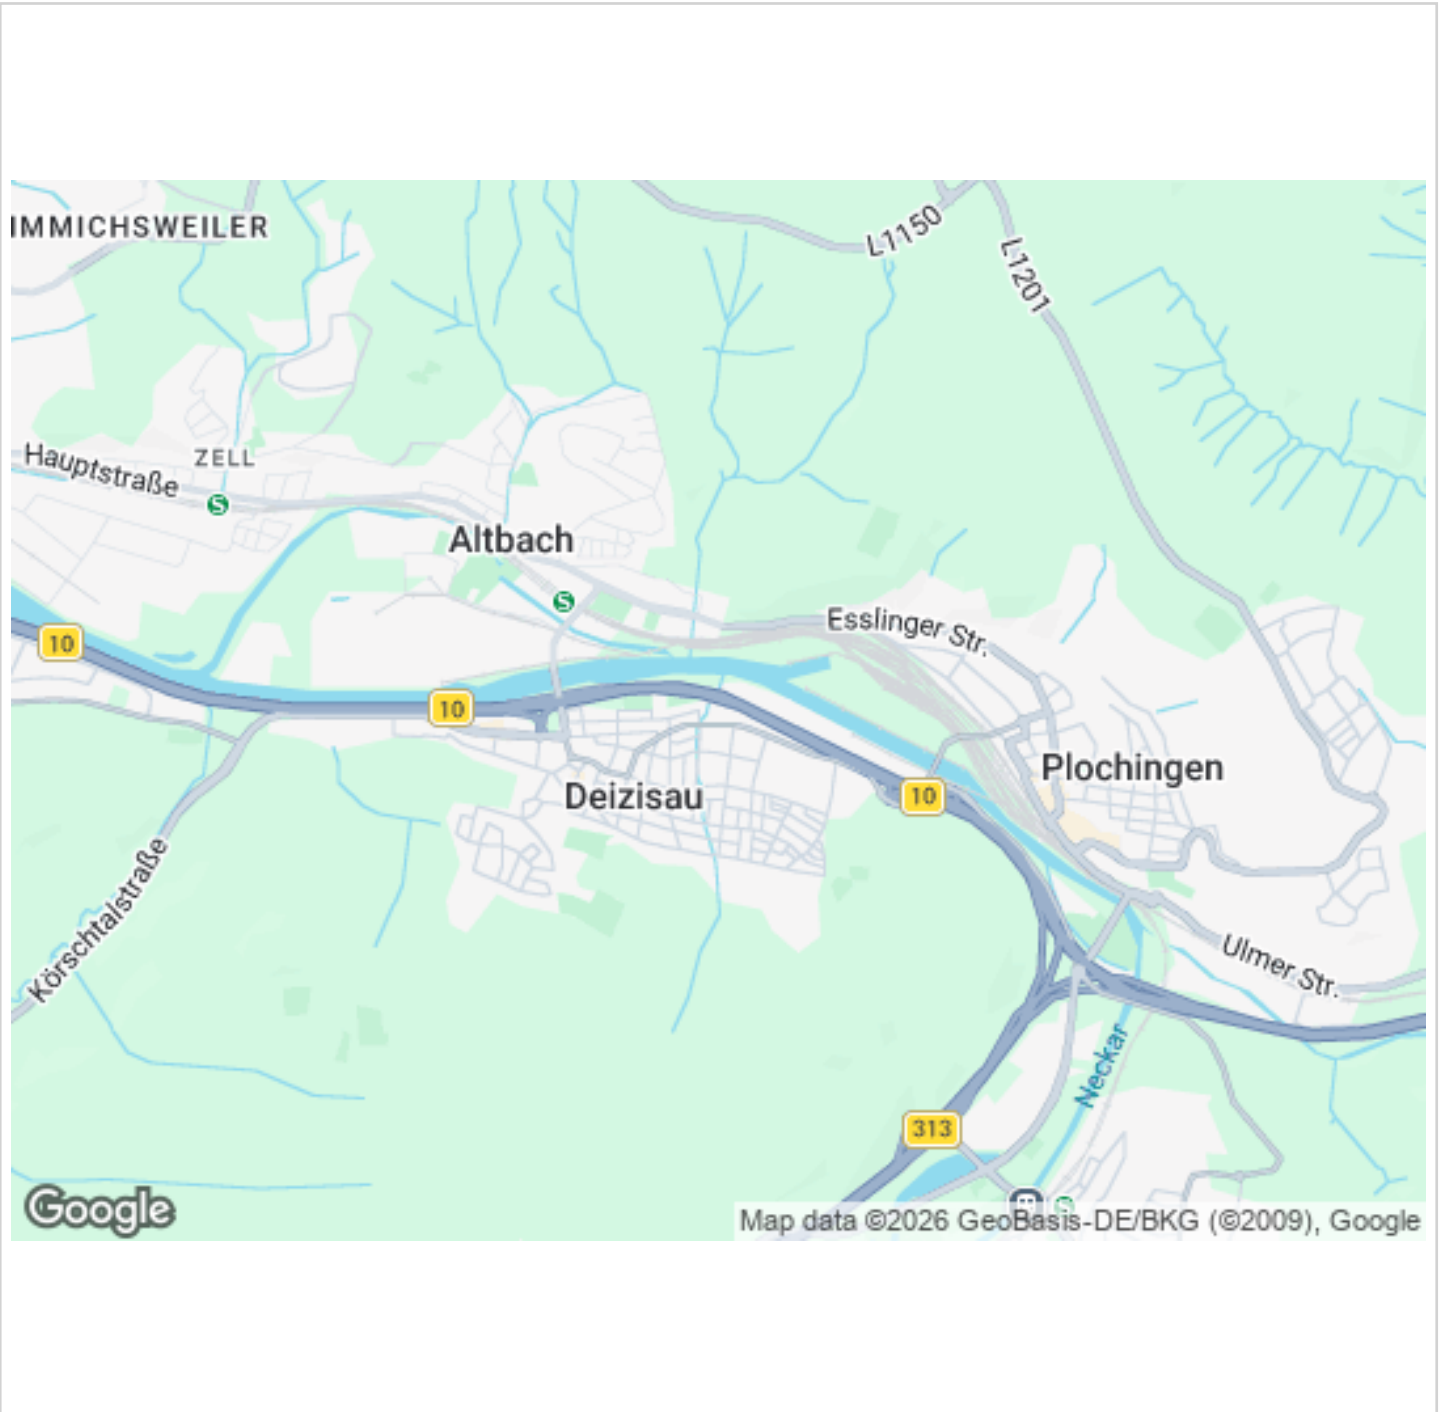 IMMICHSWEILER
L1150
L1201
Hauptstraße
ZELL
S
Altbach
S
Esslinger Str.
10
10
Plochingen
Deizisau
10
Körschtalstraße
Ulmer Str.
Neckar
313
S
Google
Map data ©2026 GeoBasis-DE/BKG (©2009), Google